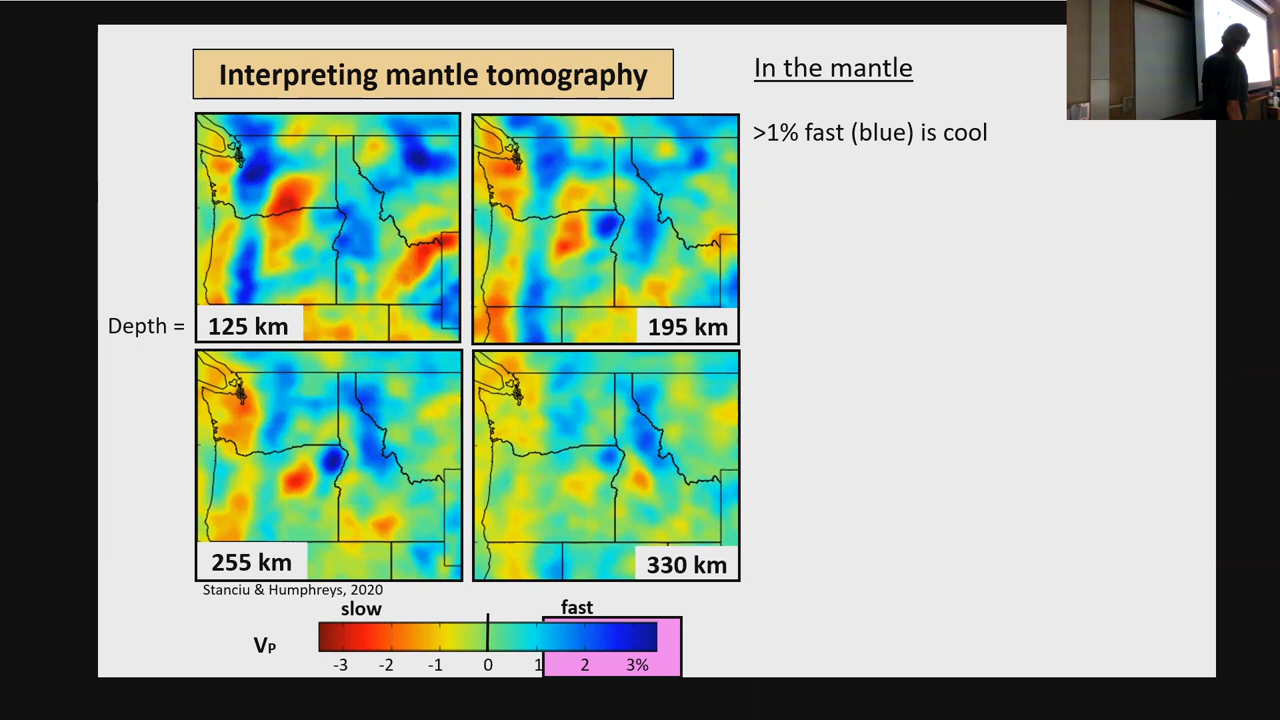 Interpreting mantle tomography
In the mantle
>1% fast (blue) is cool
Depth =
125 km
195 km
255 km
330 km
Stanciu & Humphreys, 2020
slow
fast
VP
-3 -2 -1 0 1 2 3%